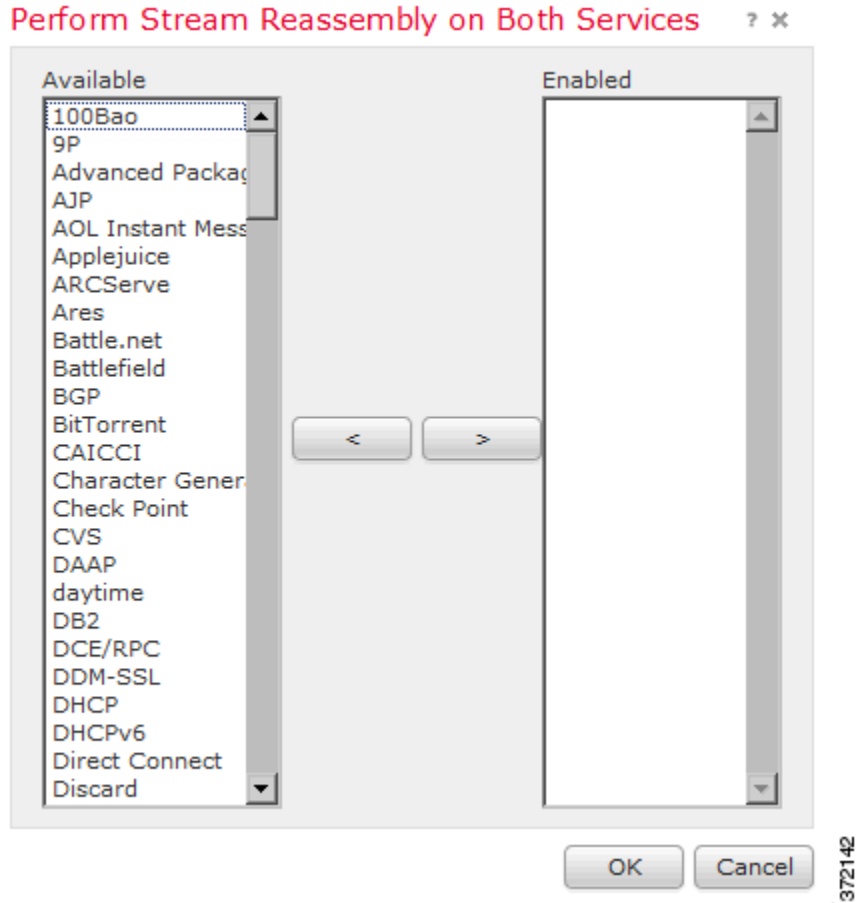 Perform Stream Reassembly on Both Services ? ×
Available
Enabled
100Bao
9P
Advanced Packag
AJP
AOL Instant Mess
Applejuice
ARCServe
Ares
Battle.net
Battlefield
BGP
BitTorrent
CAICCI
Character Gener
Check Point
CVS
DAAP
daytime
DB2
DCE/RPC
DDM-SSL
DHCP
DHCPv6
Direct Connect
Discard
< >
OK Cancel
372142